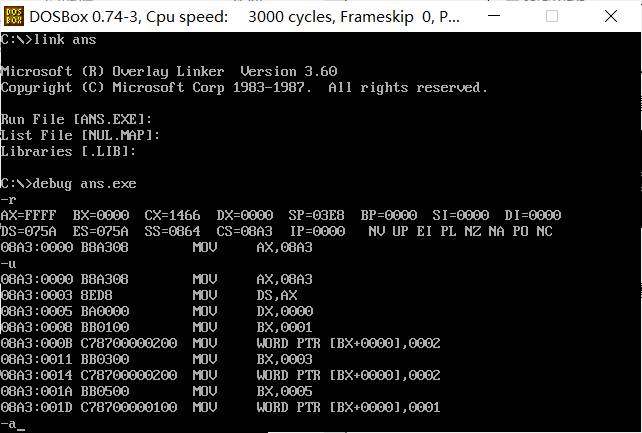 DOSBox 0.74-3, Cpu speed:    3000 cycles, Frameskip  0, P...
C:\>link ans
Microsoft (R) Overlay Linker  Version 3.60
Copyright (C) Microsoft Corp 1983-1987.  All rights reserved.
Run File [ANS.EXE]:
List File [NUL.MAP]:
Libraries [.LIB]:
C:\>debug ans.exe
-r
AX=FFFF  BX=0000  CX=1466  DX=0000  SP=03E8  BP=0000  SI=0000  DI=0000
DS=075A  ES=075A  SS=0864  CS=08A3  IP=0000   NV UP EI PL NZ NA PO NC
08A3:0000 B8A308        MOV     AX,08A3
-u
08A3:0000 B8A308        MOV     AX,08A3
08A3:0003 8ED8          MOV     DS,AX
08A3:0005 BA0000        MOV     DX,0000
08A3:0008 BB0100        MOV     BX,0001
08A3:000B C78700000200  MOV     WORD PTR [BX+0000],0002
08A3:0011 BB0300        MOV     BX,0003
08A3:0014 C78700000200  MOV     WORD PTR [BX+0000],0002
08A3:001A BB0500        MOV     BX,0005
08A3:001D C78700000100  MOV     WORD PTR [BX+0000],0001
-a_